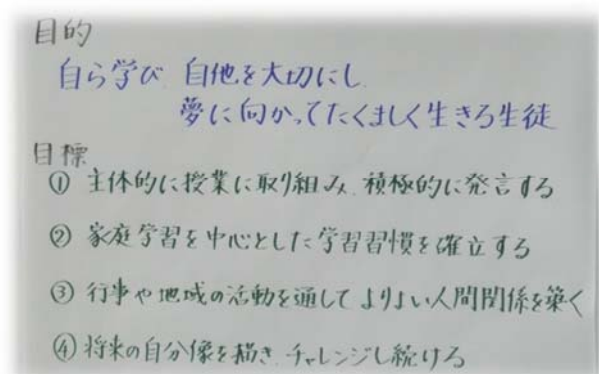 目的
自ら学び 自他を大切にし
夢に向かってたくましく生きる生徒
目標
① 主体的に授業に取り組み、積極的に発言する
② 家庭学習を中心とした学習習慣を確立する
③ 行事や地域の活動を通してよりよい人間関係を築く
④ 将来の自分像を描き、チャレンジし続ける